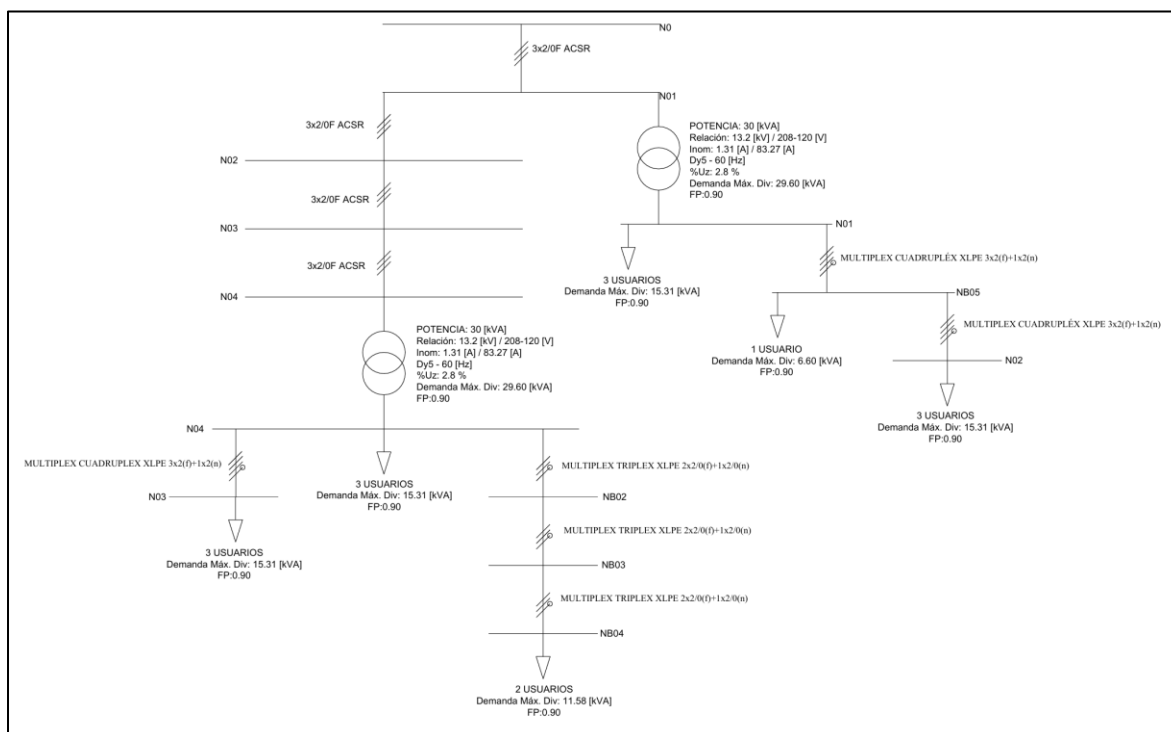 N0
3x2/0F ACSR
N01
3x2/0F ACSR
POTENCIA: 30 [kVA]
Relación: 13.2 [kV] / 208-120 [V]
Inom: 1.31 [A] / 83.27 [A]
Dy5 - 60 [Hz]
%Uz: 2.8 %
Demanda Máx. Div: 29.60 [kVA]
FP:0.90
N02
3x2/0F ACSR
N03
N01
3x2/0F ACSR
MULTIPLEX CUADRUPLÉX XLPE 3x2(f)+1x2(n)
3 USUARIOS
Demanda Máx. Div: 15.31 [kVA]
FP:0.90
N04
NB05
POTENCIA: 30 [kVA]
Relación: 13.2 [kV] / 208-120 [V]
Inom: 1.31 [A] / 83.27 [A]
Dy5 - 60 [Hz]
%Uz: 2.8 %
Demanda Máx. Div: 29.60 [kVA]
FP:0.90
MULTIPLEX CUADRUPLÉX XLPE 3x2(f)+1x2(n)
1 USUARIO
Demanda Máx. Div: 6.60 [kVA]
FP:0.90
N02
3 USUARIOS
Demanda Máx. Div: 15.31 [kVA]
FP:0.90
N04
MULTIPLEX CUADRUPLEX XLPE 3x2(f)+1x2(n)
MULTIPLEX TRIPLEX XLPE 2x2/0(f)+1x2/0(n)
3 USUARIOS
Demanda Máx. Div: 15.31 [kVA]
FP:0.90
N03
NB02
MULTIPLEX TRIPLEX XLPE 2x2/0(f)+1x2/0(n)
3 USUARIOS
Demanda Máx. Div: 15.31 [kVA]
FP:0.90
NB03
MULTIPLEX TRIPLEX XLPE 2x2/0(f)+1x2/0(n)
NB04
2 USUARIOS
Demanda Máx. Div: 11.58 [kVA]
FP:0.90